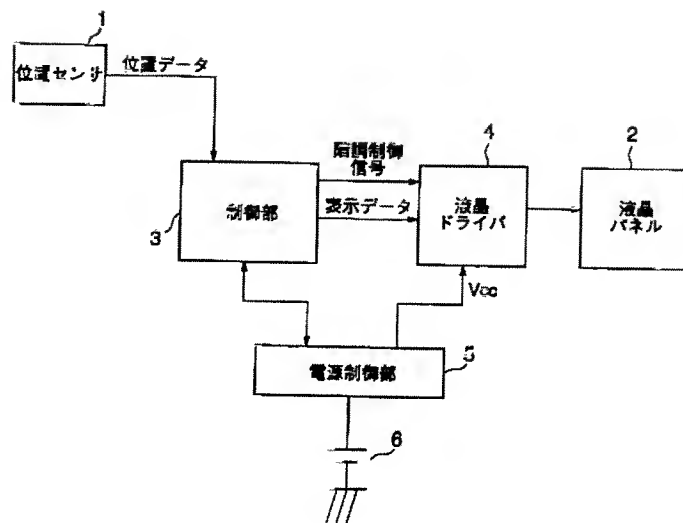 1
位置センサ
位置データ
階調制御
信号
4
2
制御部
表示データ
液晶
ドライバ
液晶
パネル
3
Vcc
電源制御部
5
6